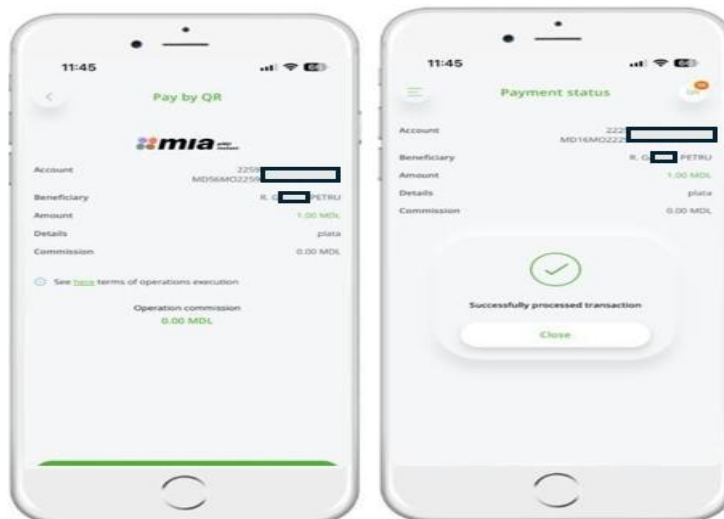 11:45
Pay by QR
mia
Account 2259
MD56MO2259
Beneficiary R. G PETRU
Amount 1.00 MDL
Details plata
Commission 0.00 MDL
See here terms of operations execution
Operation commission
0.00 MDL
11:45
Payment status
Account 222
MD16MO222
Beneficiary R. G PETRU
Amount 1.00 MDL
Details plata
Commission 0.00 MDL
Successfully processed transaction
Close